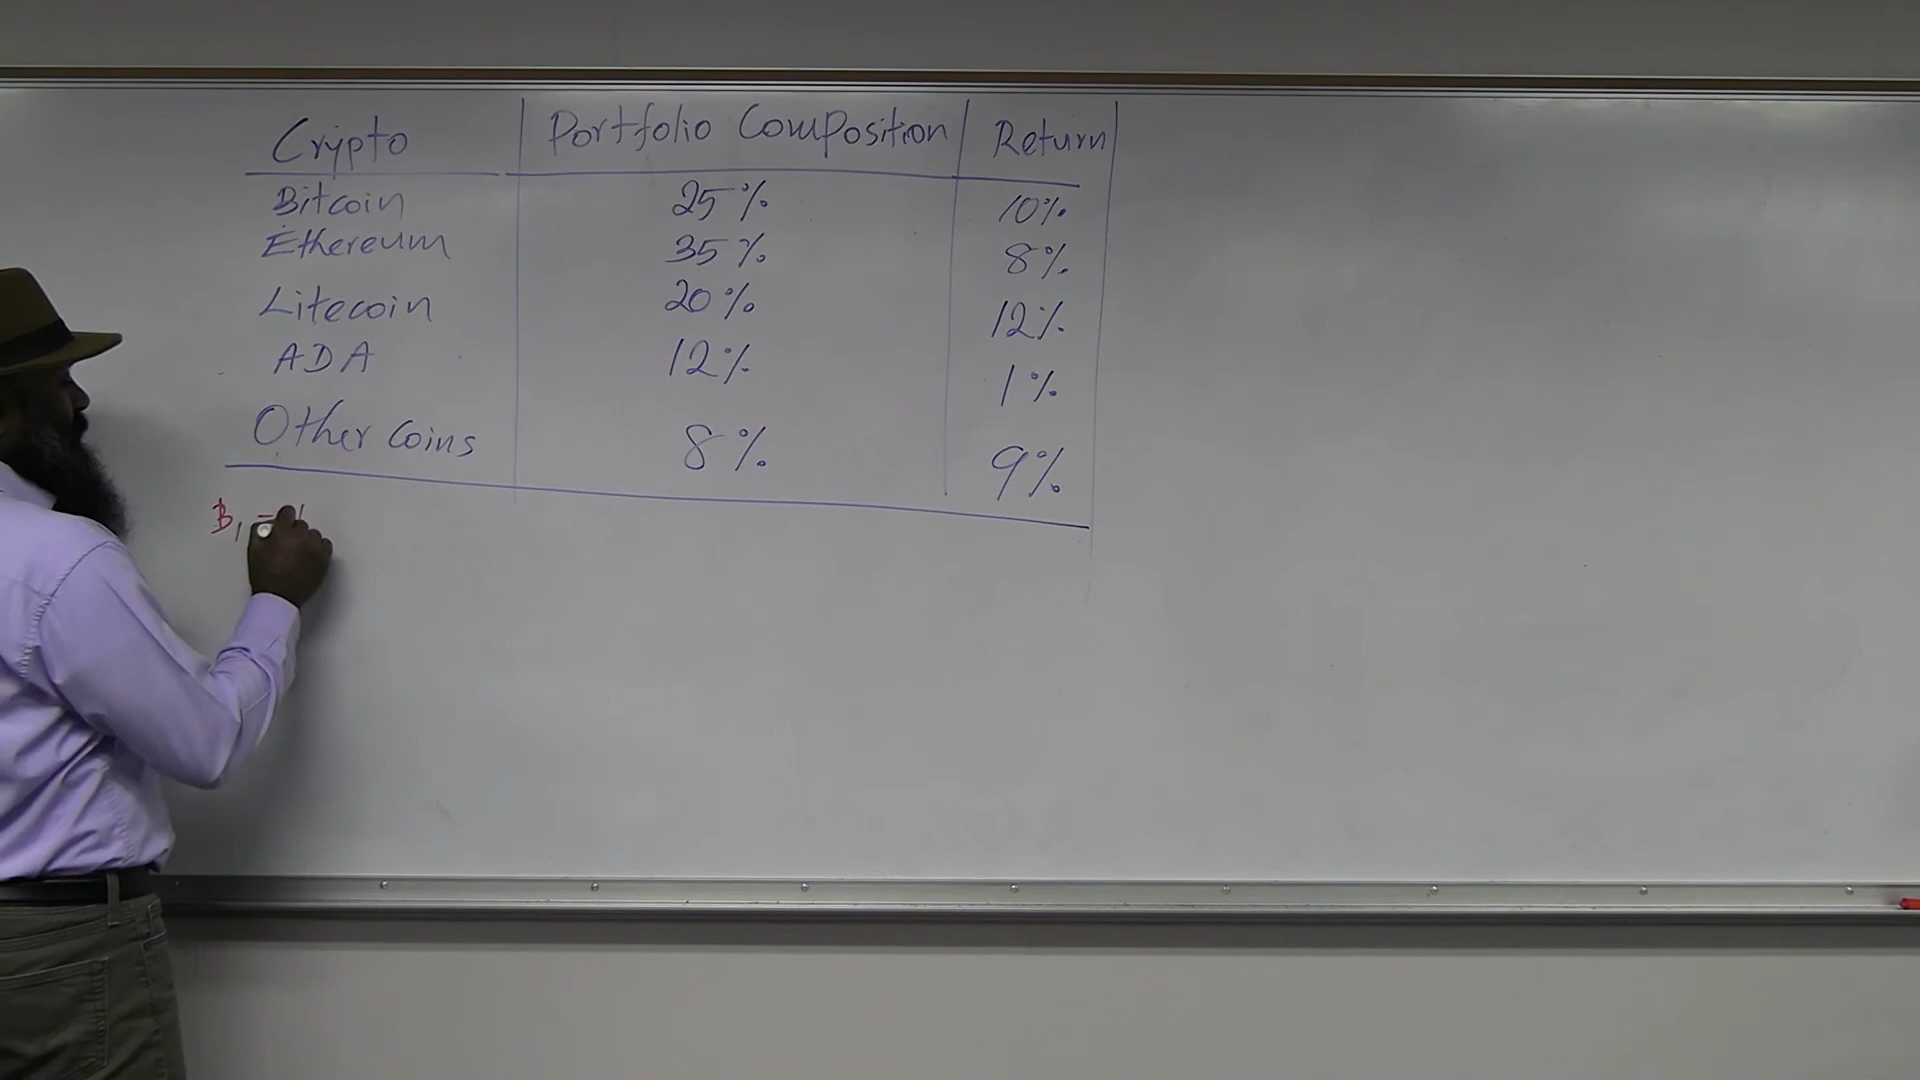 Crypto Portfolio Composition Return
Bitcoin 25% 10%
Ethereum 35% 8%
Litecoin 20% 12%
ADA 12% 1%
Other Coins 8% 9%
B₁ =